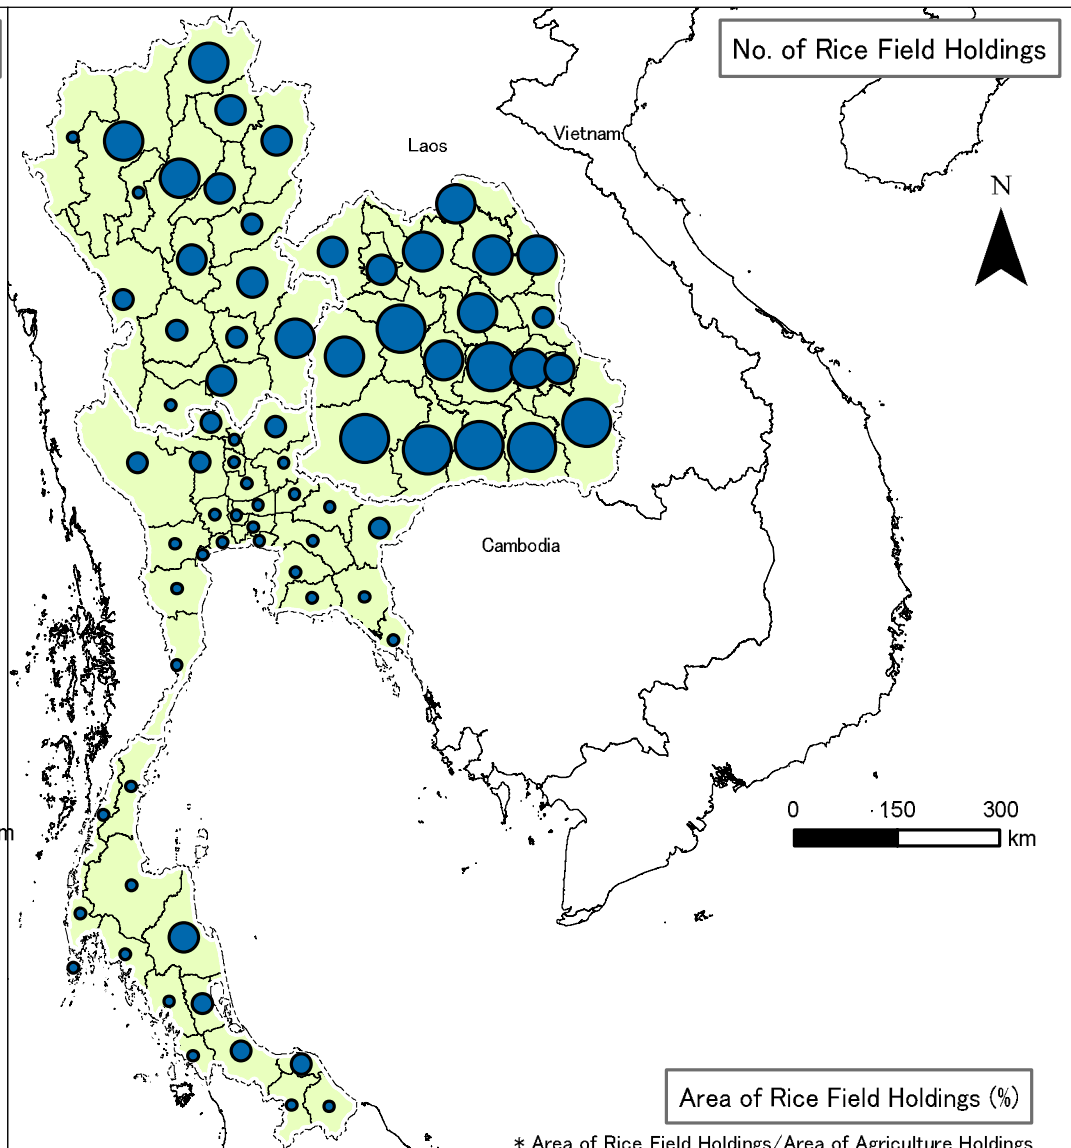 No. of Rice Field Holdings
Vietnam
Laos
N
Cambodia
0 150 300
km
m
Area of Rice Field Holdings (%)
* Area of Rice Field Holdings/Area of Agriculture Holdings